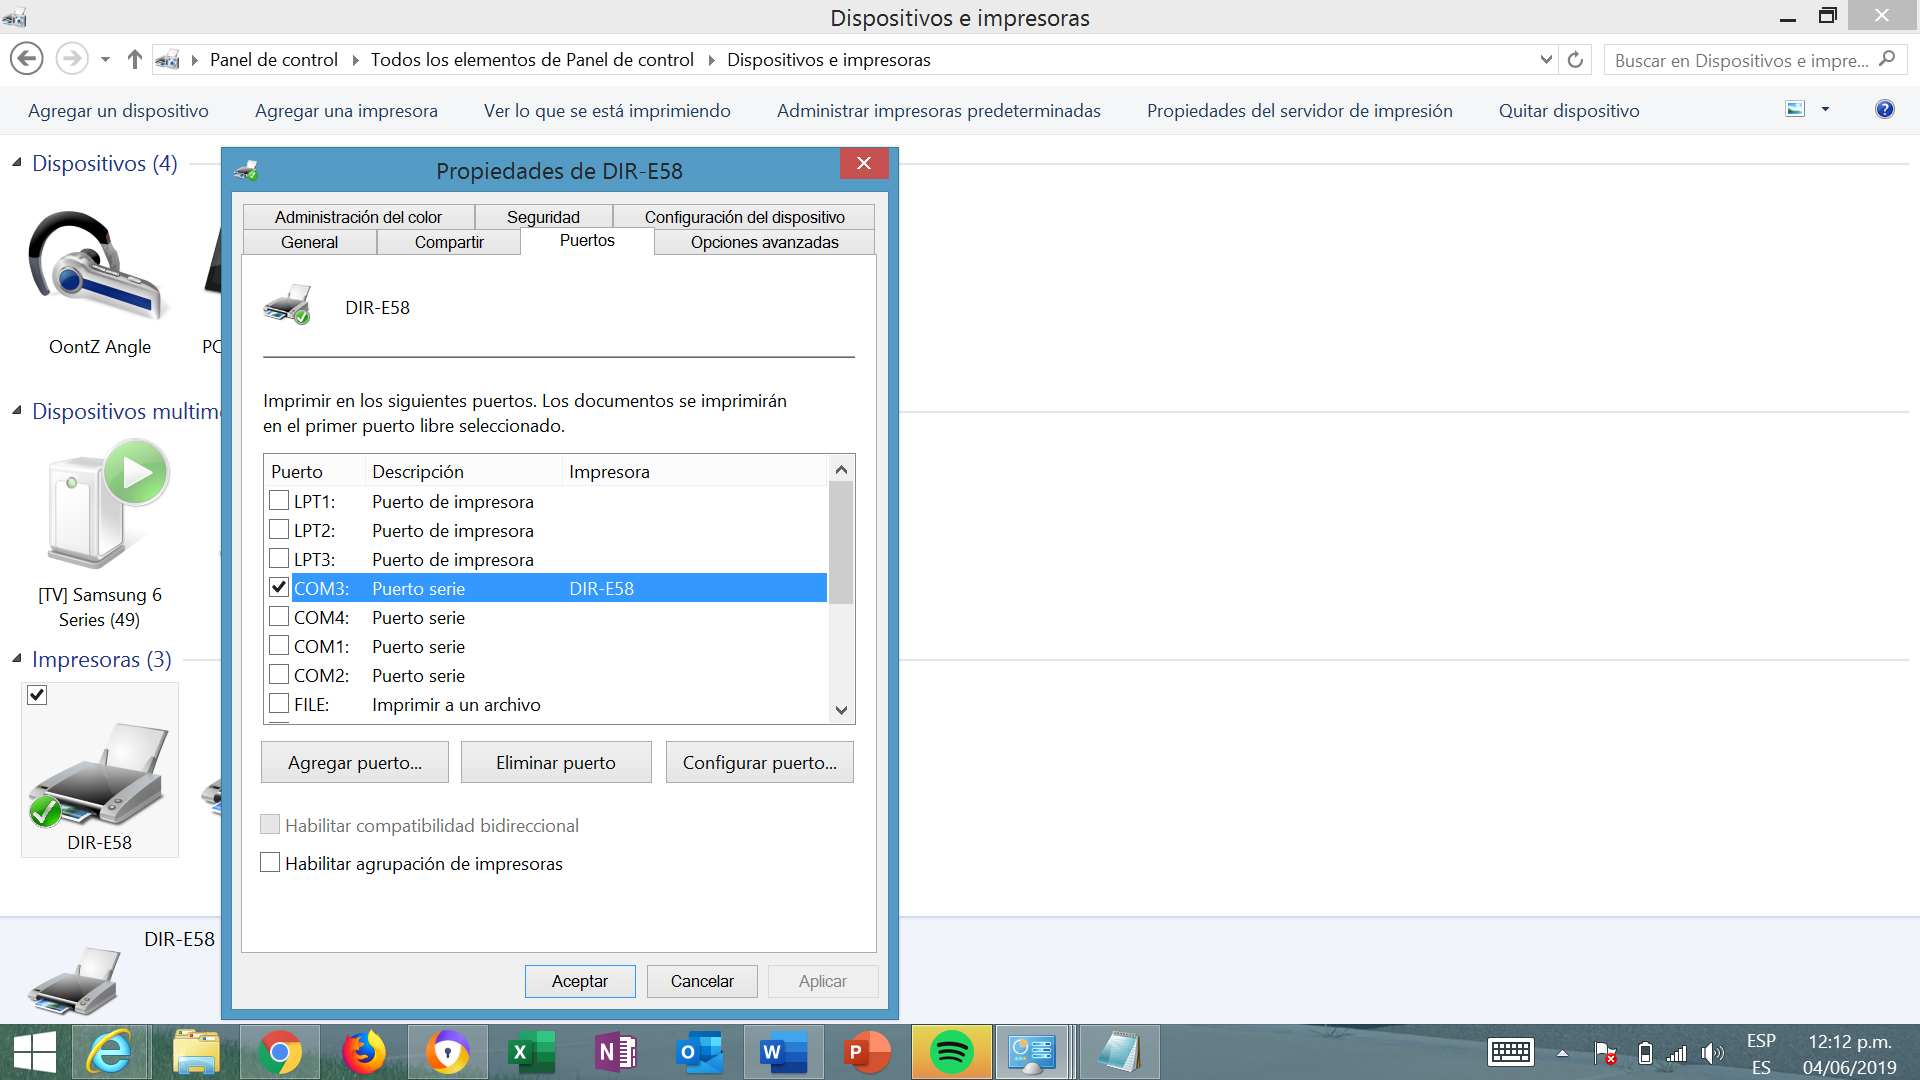 Dispositivos e impresoras
Panel de control
Todos los elementos de Panel de control
Dispositivos e impresoras
Buscar en Dispositivos e impre...
Agregar un dispositivo
Agregar una impresora
Ver lo que se está imprimiendo
Administrar impresoras predeterminadas
Propiedades del servidor de impresión
Quitar dispositivo
Dispositivos (4)
OontZ Angle
PC
Dispositivos multim
[TV] Samsung 6
Series (49)
Impresoras (3)
DIR-E58
DIR-E58
Propiedades de DIR-E58
Administración del color
Seguridad
Configuración del dispositivo
General
Compartir
Puertos
Opciones avanzadas
DIR-E58
Imprimir en los siguientes puertos. Los documentos se imprimirán
en el primer puerto libre seleccionado.
Puerto Descripción Impresora
LPT1: Puerto de impresora
LPT2: Puerto de impresora
LPT3: Puerto de impresora
COM3: Puerto serie DIR-E58
COM4: Puerto serie
COM1: Puerto serie
COM2: Puerto serie
FILE: Imprimir a un archivo
Agregar puerto...
Eliminar puerto
Configurar puerto...
Habilitar compatibilidad bidireccional
Habilitar agrupación de impresoras
Aceptar
Cancelar
Aplicar
ESP
ES
12:12 p.m.
04/06/2019